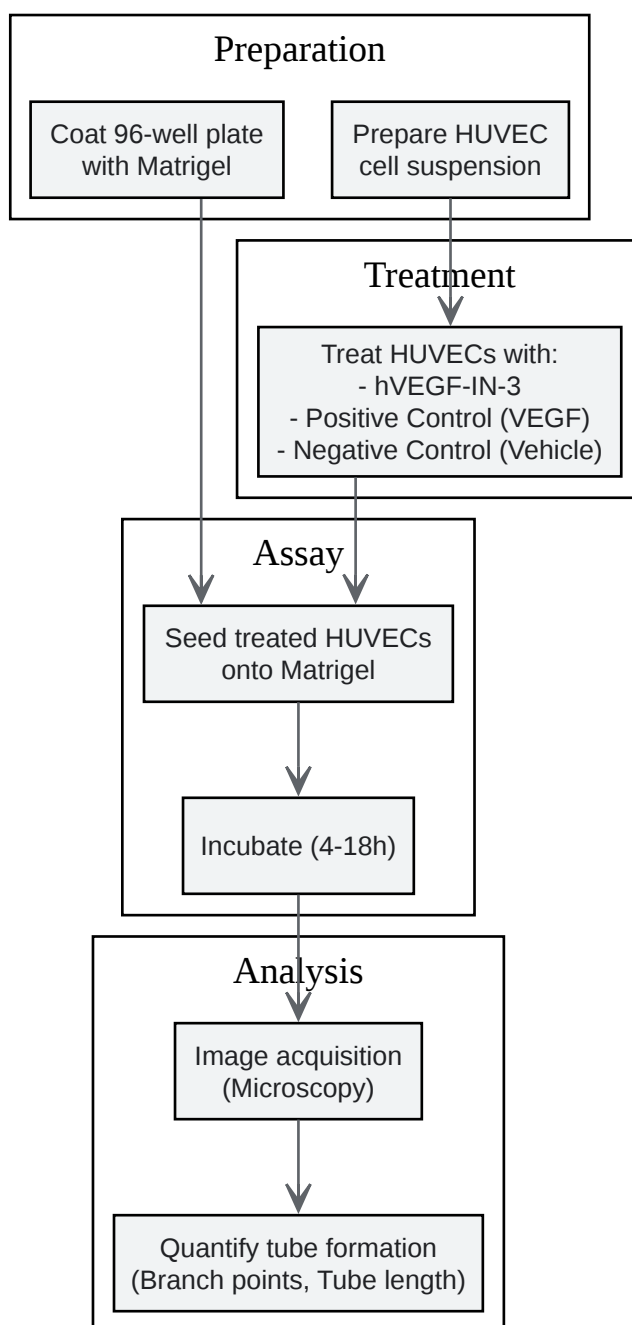 Preparation
Coat 96-well plate
with Matrigel
Prepare HUVEC
cell suspension
Treatment
Treat HUVECs with:
- hVEGF-IN-3
- Positive Control (VEGF)
- Negative Control (Vehicle)
Assay
Seed treated HUVECs
onto Matrigel
Incubate (4-18h)
Analysis
Image acquisition
(Microscopy)
Quantify tube formation
(Branch points, Tube length)